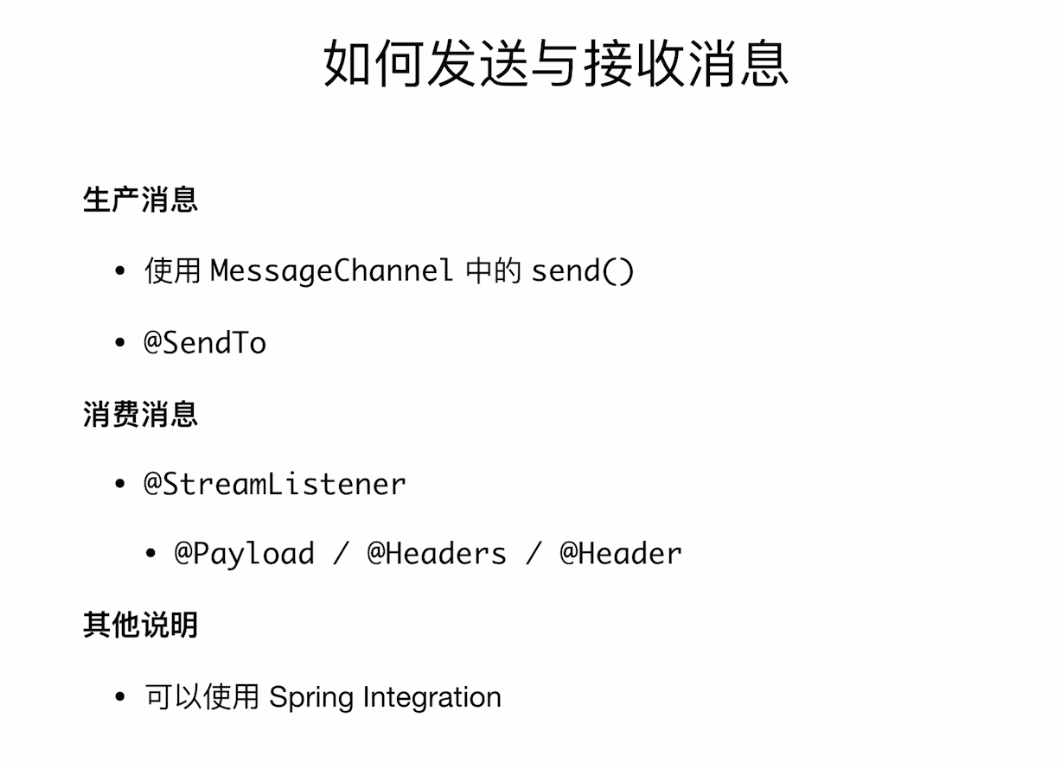 如何发送与接收消息
生产消息
• 使用 MessageChannel 中的 send()
• @SendTo
消费消息
• @StreamListener
• @Payload / @Headers / @Header
其他说明
• 可以使用 Spring Integration